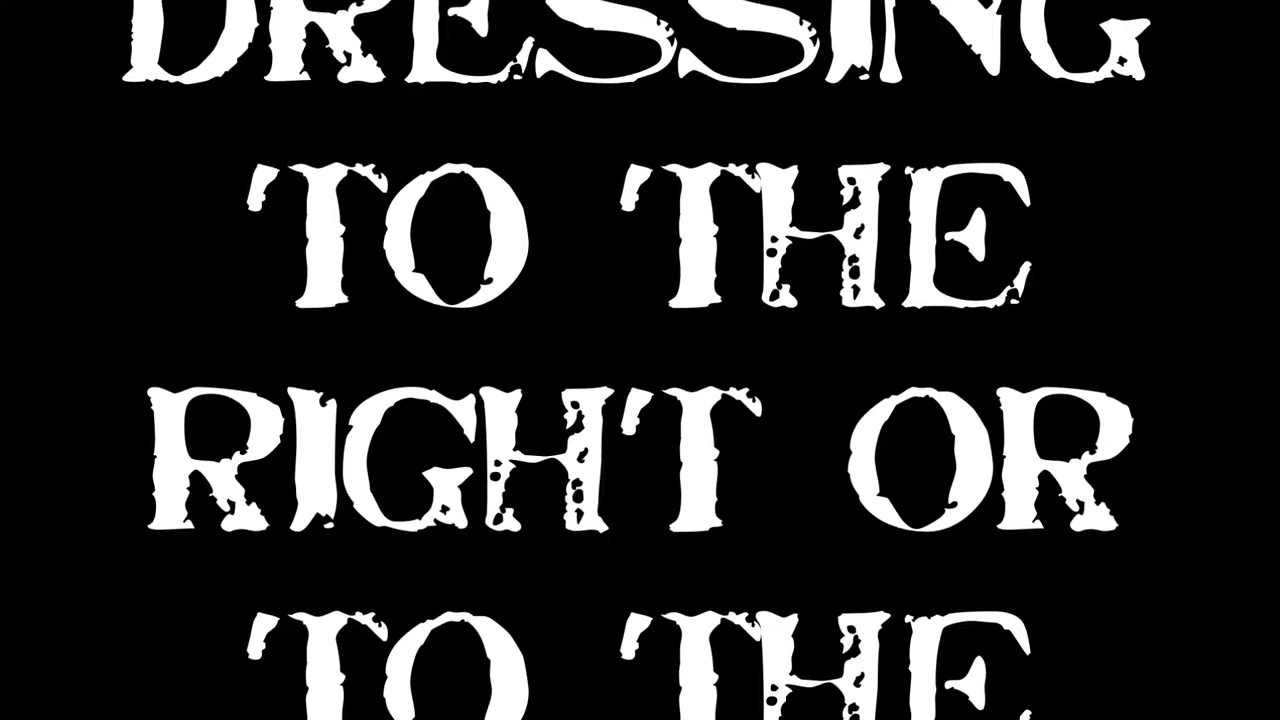 DRESSING
TO THE
RIGHT OR
TO THE